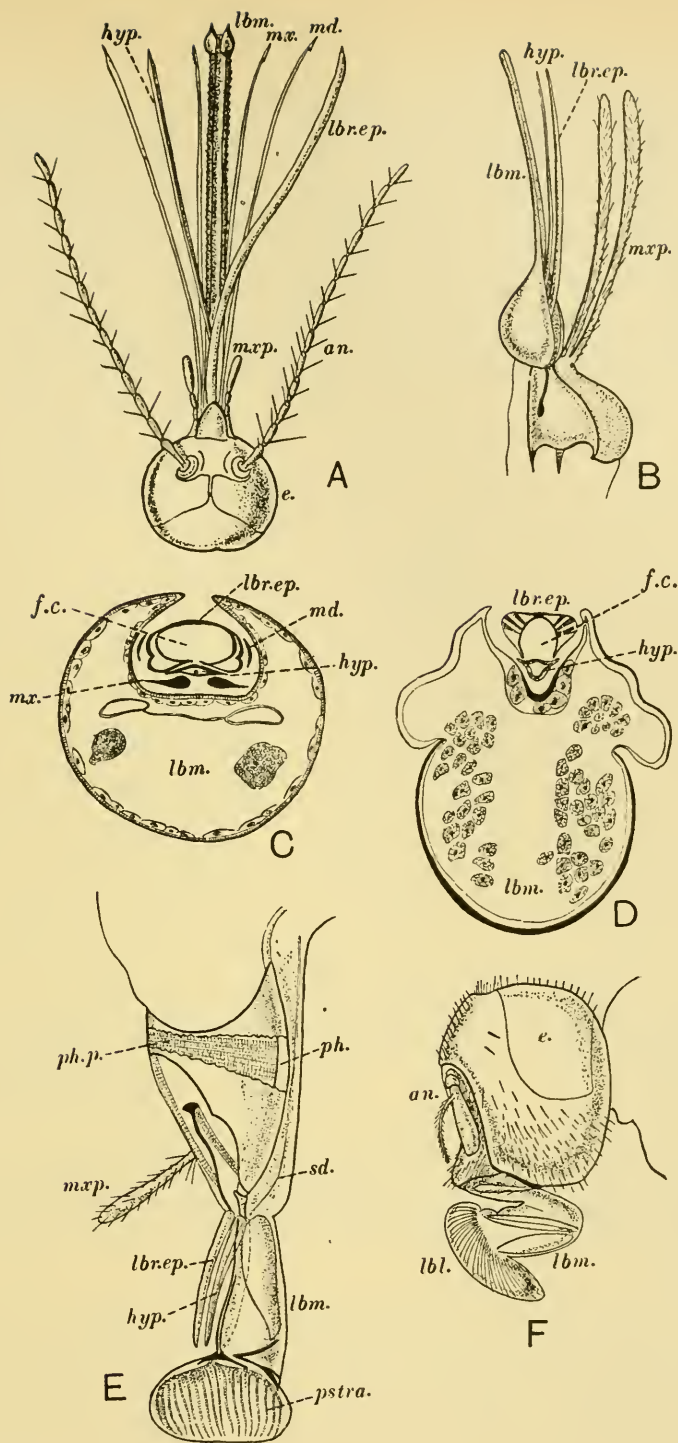 hyp.
lbm.
mx.
md.
lbr.ep.
mxp.
an.
e.
A
hyp.
lbr.ep.
lbm.
mxp.
B
f.c.
lbr.ep.
md.
hyp.
mx.
lbm.
C
lbr.ep.
f.c.
hyp.
lbm.
D
ph.p.
ph.
mxp.
sd.
lbr.ep.
hyp.
lbm.
pstra.
E
e.
an.
lbl.
lbm.
F